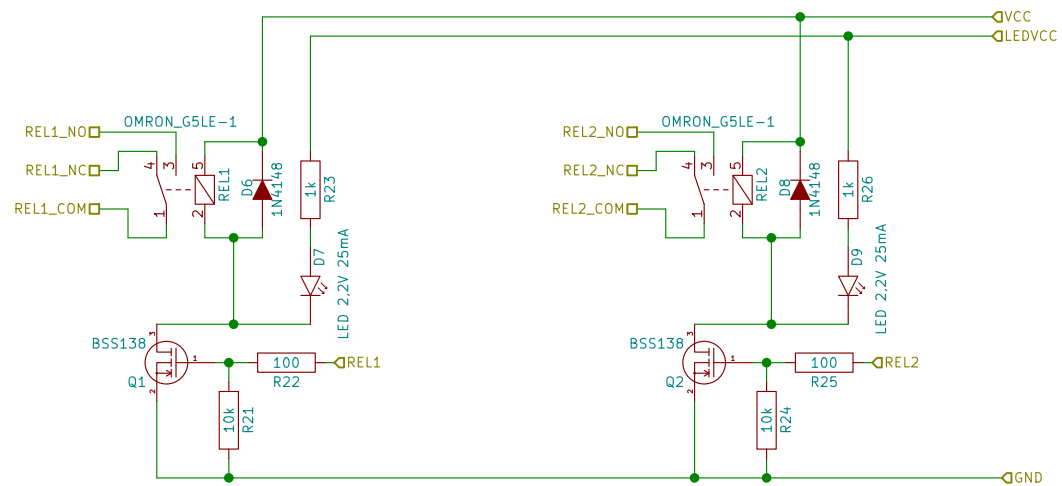 VCC
LEDVCC
OMRON_G5LE-1
REL1_NO
REL1_NC
REL1_COM
4
3
5
1
2
REL1
D6
1N4148
1k
R23
D7
LED 2,2V 25mA
BSS138
Q1
3
1
2
100
R22
REL1
10k
R21
OMRON_G5LE-1
REL2_NO
REL2_NC
REL2_COM
4
3
5
1
2
REL2
D8
1N4148
1k
R26
D9
LED 2,2V 25mA
BSS138
Q2
3
1
2
100
R25
REL2
10k
R24
GND